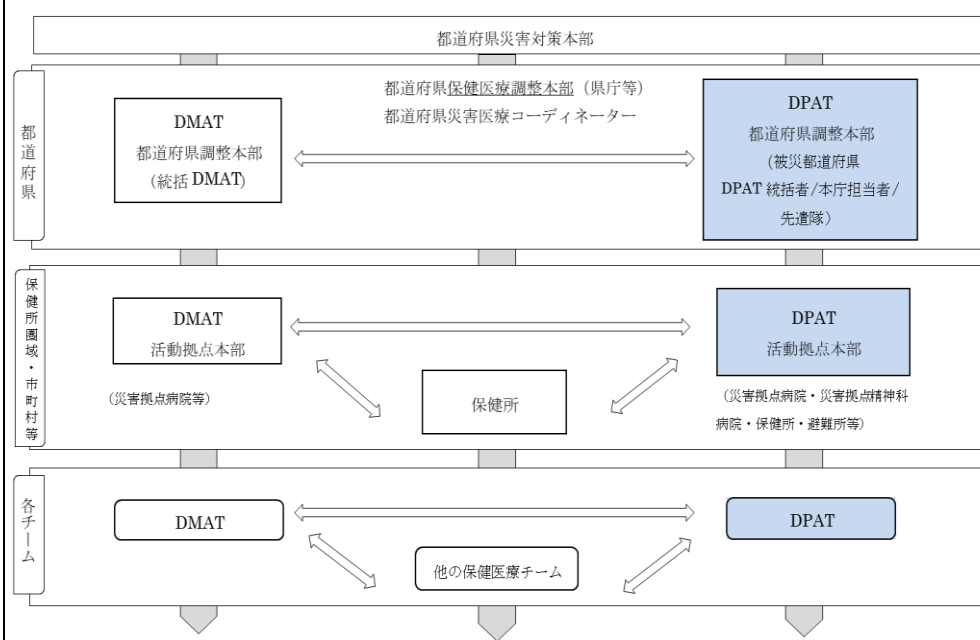 都道府県災害対策本部
都道府県
都道府県保健医療調整本部（県庁等）
都道府県災害医療コーディネーター
DMAT
都道府県調整本部
(統括 DMAT)
DPAT
都道府県調整本部
(被災都道府県
DPAT 統括者/本庁担当者/
先遣隊）
保健所圏域・市町村等
DMAT
活動拠点本部
（災害拠点病院等）
保健所
DPAT
活動拠点本部
（災害拠点病院・災害拠点精神科
病院・保健所・避難所等）
各チーム
DMAT
他の保健医療チーム
DPAT